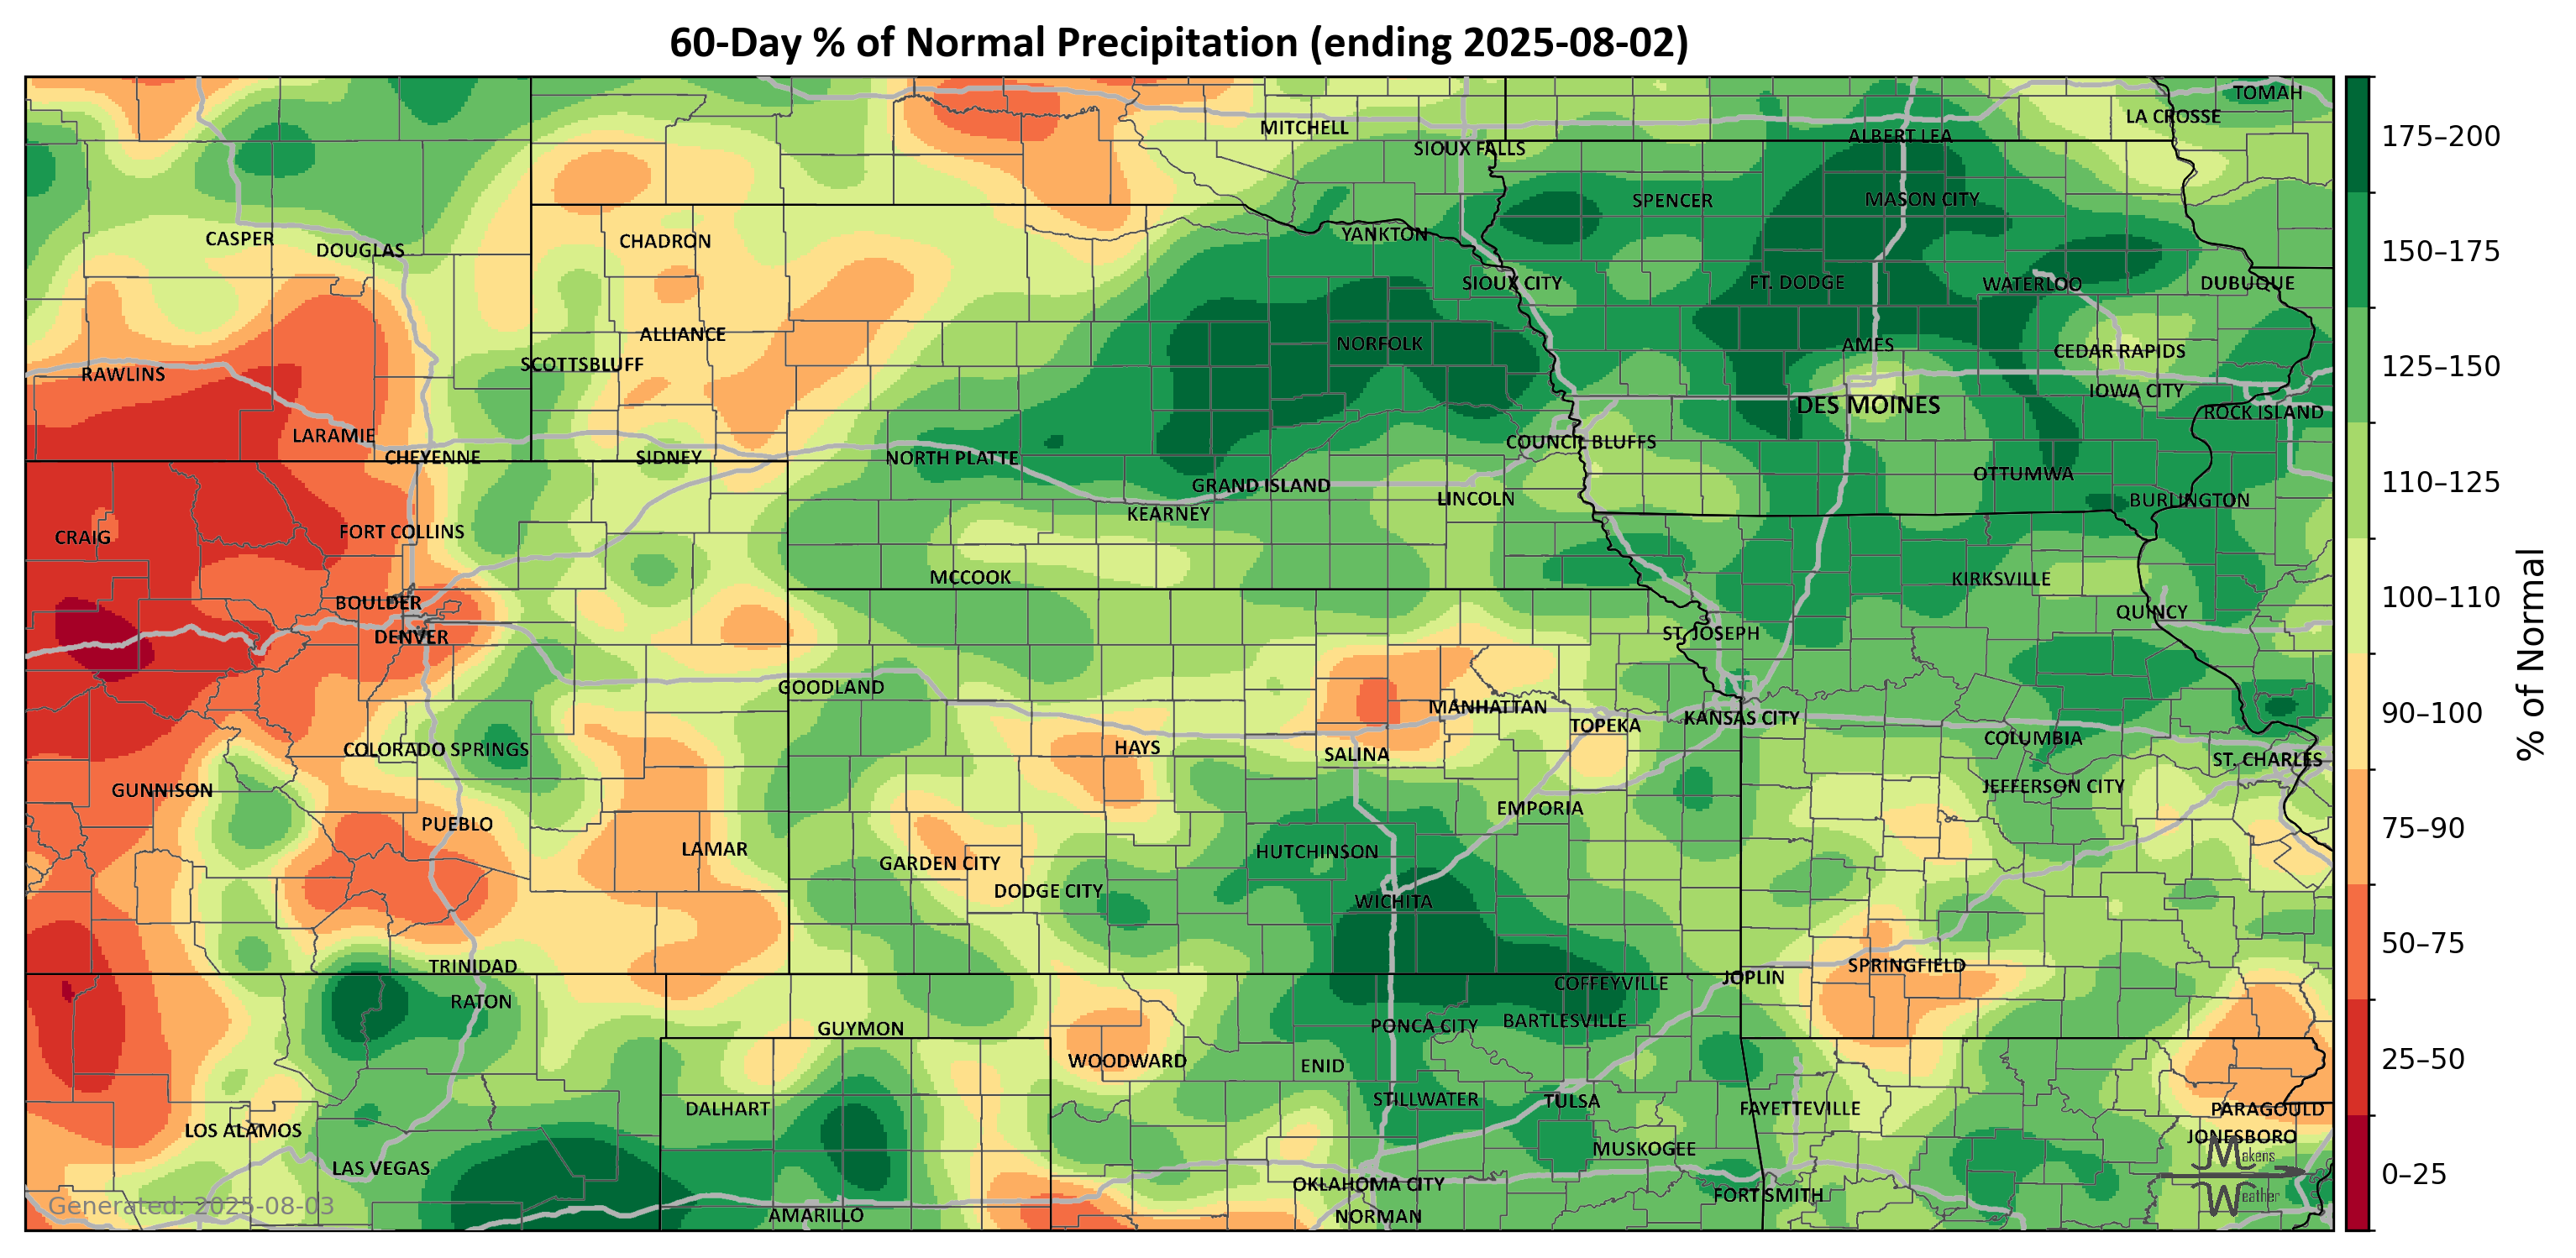 60-Day % of Normal Precipitation (ending 2025-08-02)
TOMAH
LA CROSSE
MITCHELL
ALBERT LEA
SIOUX FALLS
SPENCER
MASON CITY
YANKTON
CASPER
CHADRON
DOUGLAS
SIOUX CITY
FT. DODGE
WATERLOO
DUBUQUE
ALLIANCE
NORFOLK
AMES
CEDAR RAPIDS
SCOTTSBLUFF
RAWLINS
IOWA CITY
DES MOINES
ROCK ISLAND
LARAMIE
COUNCIL BLUFFS
CHEYENNE
SIDNEY
NORTH PLATTE
OTTUMWA
GRAND ISLAND
LINCOLN
BURLINGTON
KEARNEY
FORT COLLINS
CRAIG
MCCOOK
KIRKSVILLE
BOULDER
QUINCY
DENVER
ST. JOSEPH
GOODLAND
MANHATTAN
TOPEKA
KANSAS CITY
COLUMBIA
COLORADO SPRINGS
HAYS
SALINA
ST. CHARLES
GUNNISON
JEFFERSON CITY
EMPORIA
PUEBLO
LAMAR
HUTCHINSON
GARDEN CITY
DODGE CITY
WICHITA
TRINIDAD
SPRINGFIELD
JOPLIN
COFFEYVILLE
RATON
PONCA CITY
BARTLESVILLE
GUYMON
WOODWARD
ENID
STILLWATER
TULSA
DALHART
FAYETTEVILLE
PARAGOULD
LOS ALAMOS
JONESBORO
MUSKOGEE
LAS VEGAS
OKLAHOMA CITY
FORT SMITH
AMARILLO
NORMAN
Generated: 2025-08-03
Makens
Weather
175–200
150–175
125–150
110–125
100–110
90–100
75–90
50–75
25–50
0–25
% of Normal